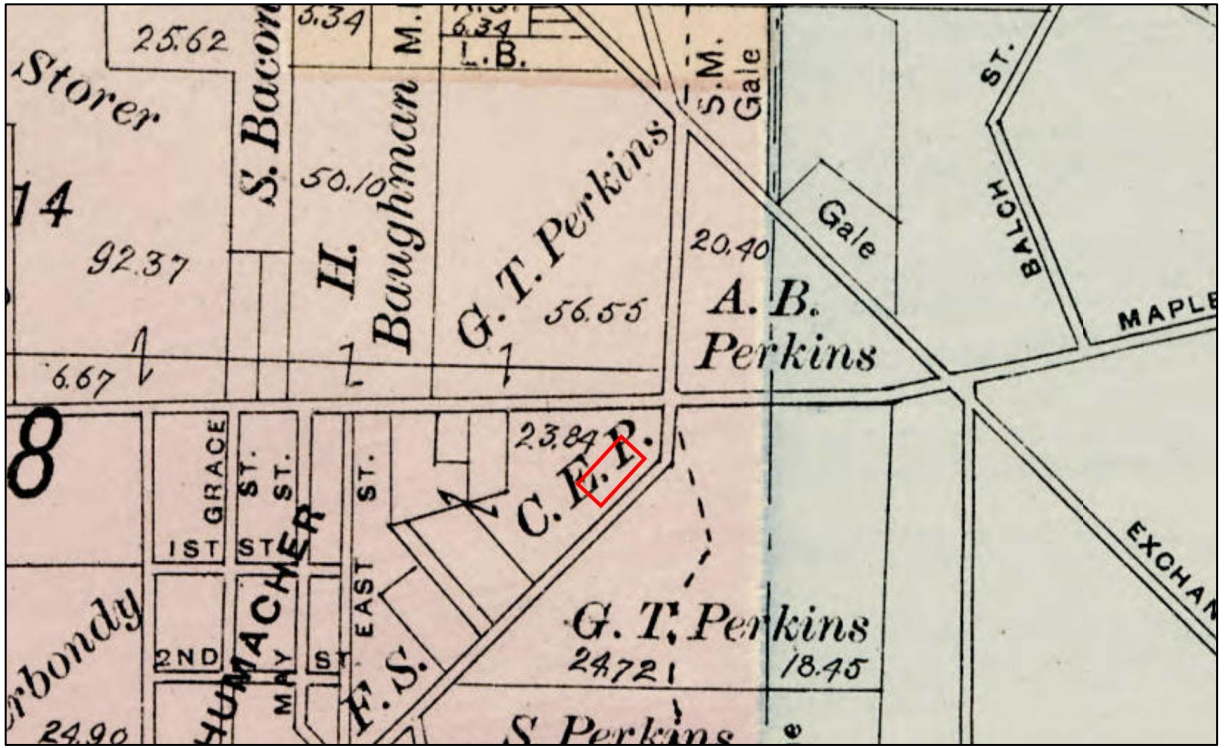 25.62
S. Bacon
5.34
M.
6.34
L.B.
S.M.
Gale
ST.
BALCH
Storer
14
92.37
50.10
H.
Baughman
G. T. Perkins
56.55
20.40
Gale
A. B.
Perkins
MAPLE
6.67
8
GRACE
ST.
MAY
ST.
EAST
ST.
23.84
C. E. P.
1ST
ST
2ND
ST
HUMACHER
F. S.
EXCHAN
G. T. Perkins
24.72
18.45
rbondy
24.90
S. Perkins